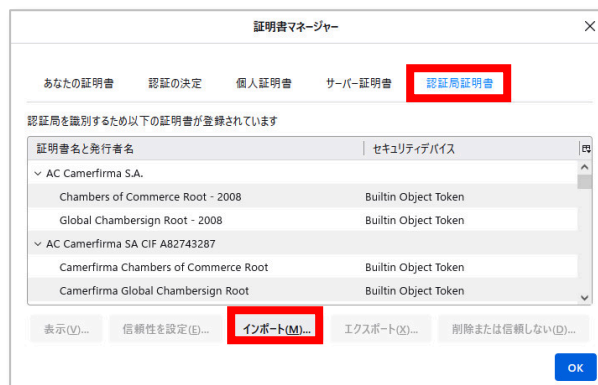 証明書マネージャー
あなたの証明書 認証の決定 個人証明書 サーバー証明書 認証局証明書
認証局を識別するため以下の証明書が登録されています
証明書名と発行者名 セキュリティデバイス
AC Camerfirma S.A.
Chambers of Commerce Root - 2008 Builtin Object Token
Global Chambersign Root - 2008 Builtin Object Token
AC Camerfirma SA CIF A82743287
Camerfirma Chambers of Commerce Root Builtin Object Token
Camerfirma Global Chambersign Root Builtin Object Token
表示(V)... 信頼性を設定(E)... インポート(M)... エクスポート(X)... 削除または信頼しない(D)...
OK